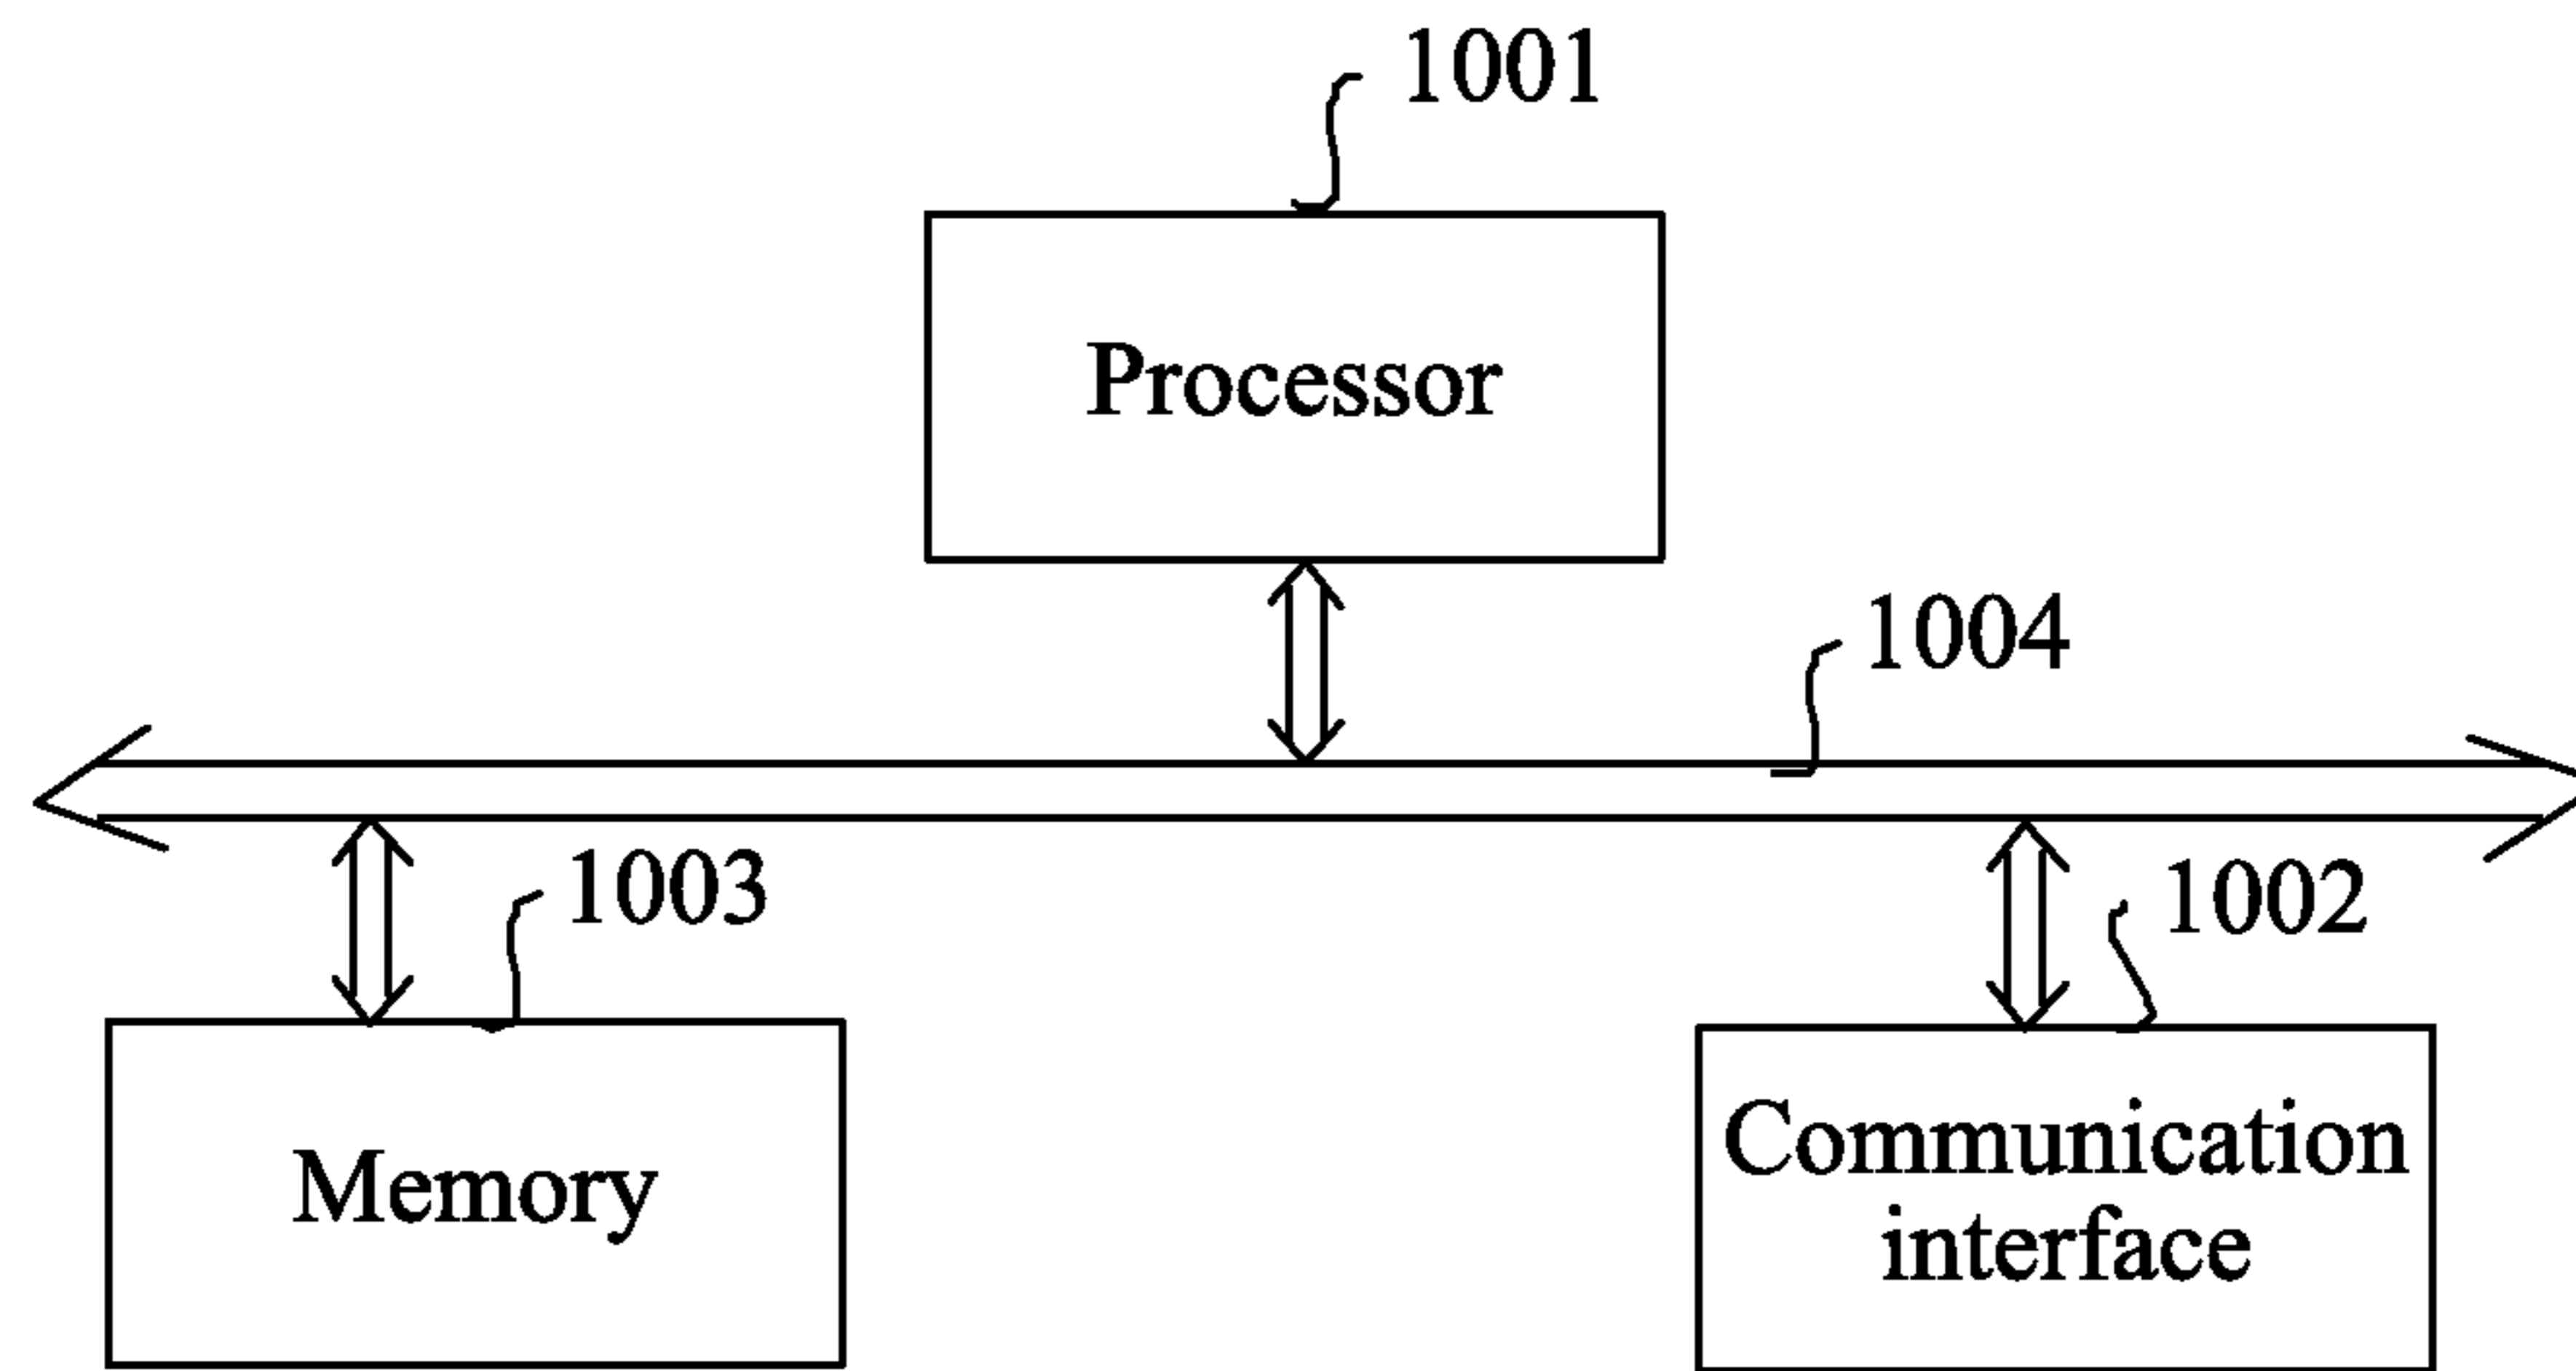 1001
Processor
1004
1003
1002
Memory
Communication
interface